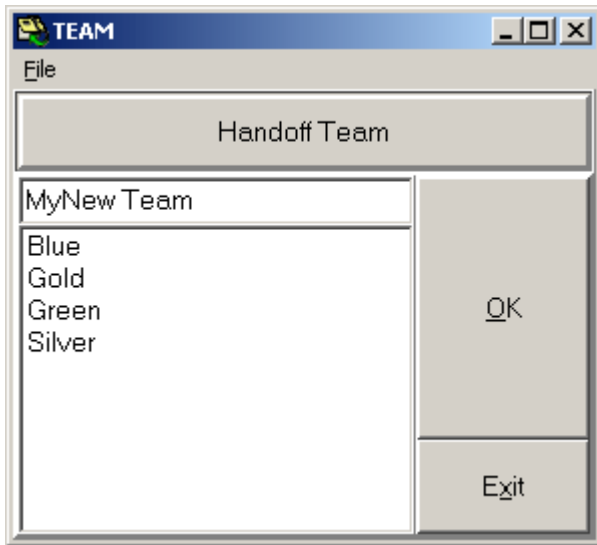 TEAM
File
Handoff Team
MyNew Team
Blue
Gold
Green
Silver
OK
Exit